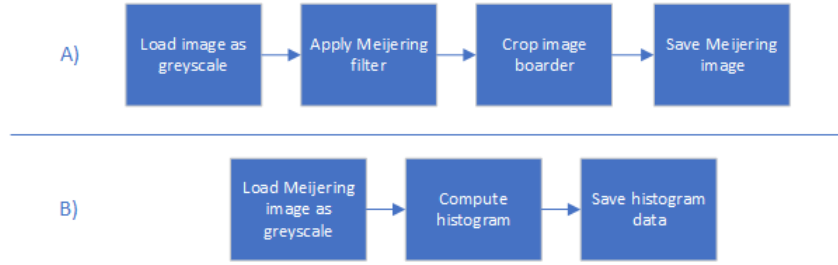 A)
Load image as
greyscale
Apply Meijering
filter
Crop image
boarder
Save Meijering
image
B)
Load Meijering
image as
greyscale
Compute
histogram
Save histogram
data